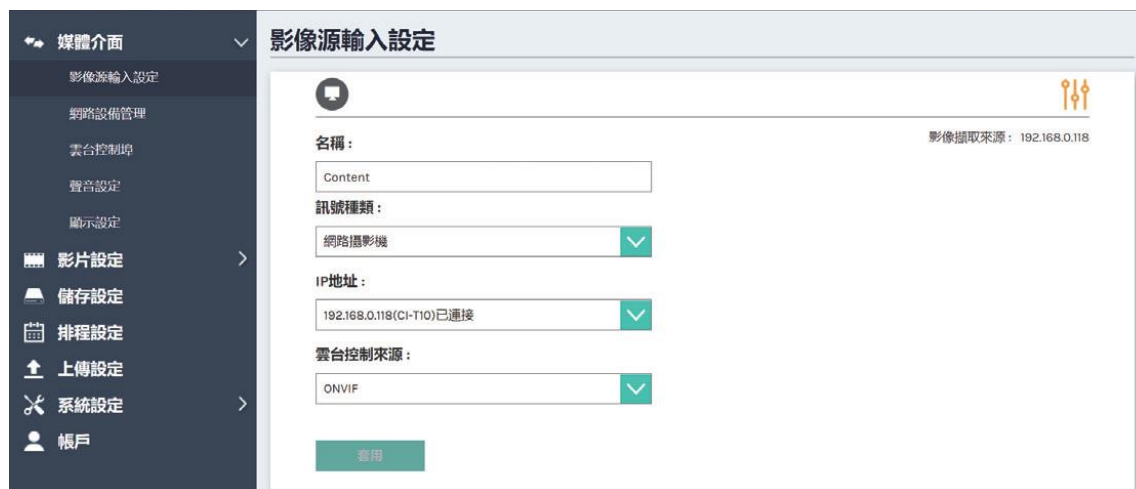 媒體介面
影像源輸入設定
網路設備管理
雲台控制埠
聲音設定
顯示設定
影片設定
儲存設定
排程設定
上傳設定
系統設定
帳戶
影像源輸入設定
影像擷取來源：192.168.0.118
名稱：
Content
訊號種類：
網路攝影機
IP地址：
192.168.0.118(CI-T10)已連接
雲台控制來源：
ONVIF
套用